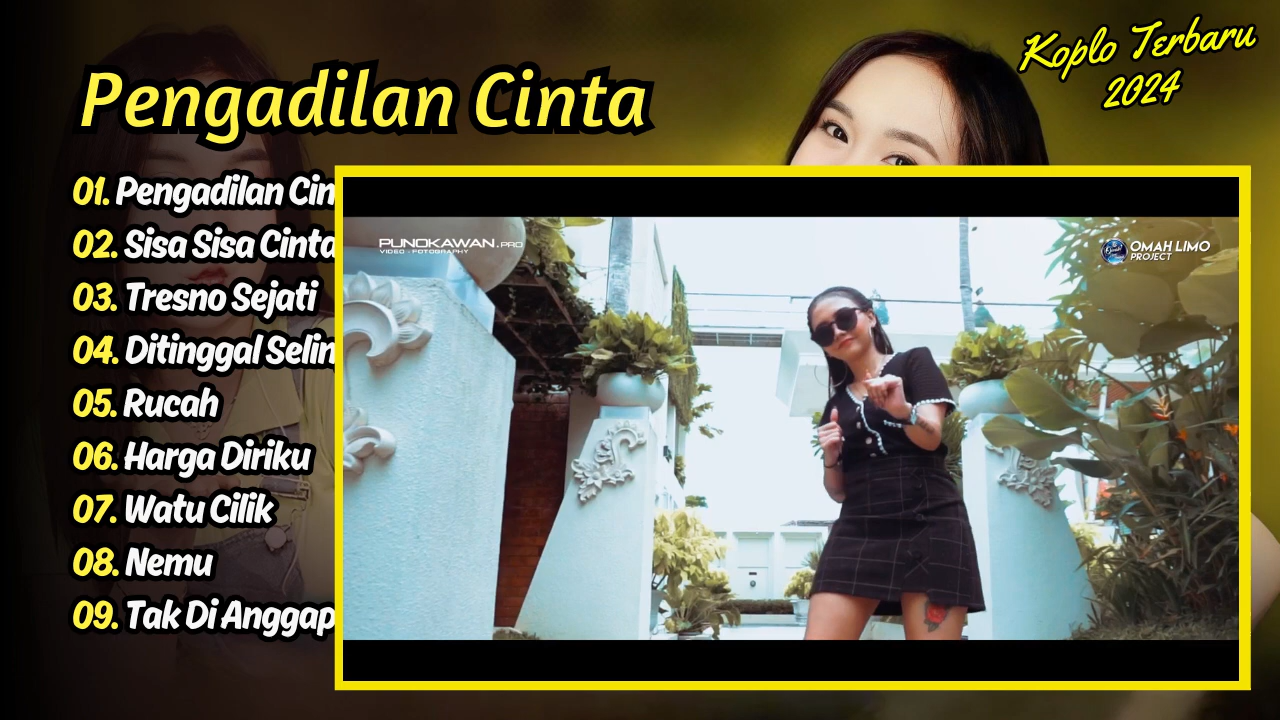 Koplo Terbaru
2024
Pengadilan Cinta
01. Pengadilan Cin
02. Sisa Sisa Cinta
03. Tresno Sejati
04. Ditinggal Selin
05. Rucah
06. Harga Diriku
07. Watu Cilik
08. Nemu
09. Tak Di Anggap
PUNOKAWAN.PRO
VIDEO - FOTOGRAPHY
OMAH LIMO
PROJECT